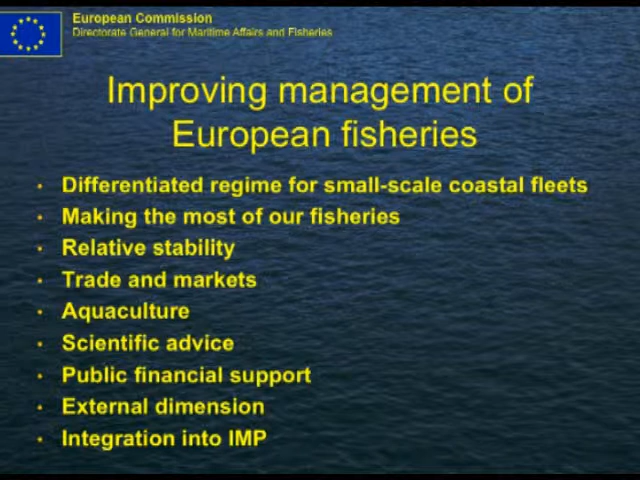 European Commission
Directorate General for Maritime Affairs and Fisheries
Improving management of
European fisheries
• Differentiated regime for small-scale coastal fleets
• Making the most of our fisheries
• Relative stability
• Trade and markets
• Aquaculture
• Scientific advice
• Public financial support
• External dimension
• Integration into IMP